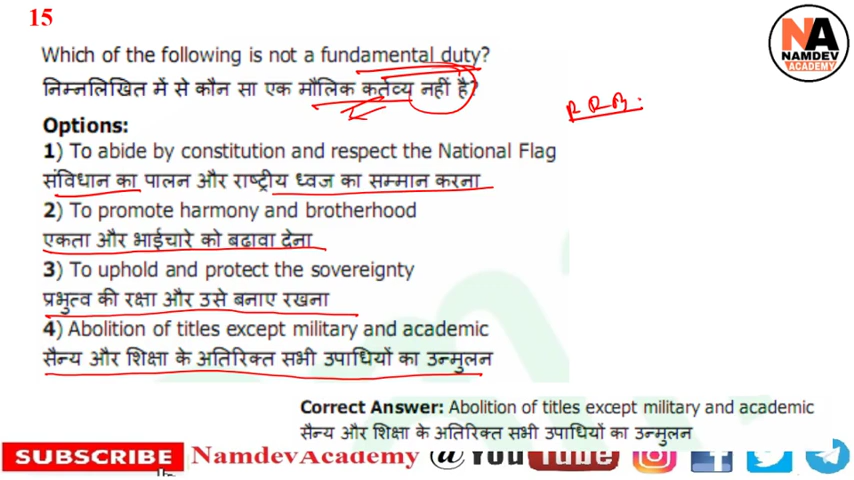 15
NA
NAMDEV
ACADEMY
Which of the following is not a fundamental duty?
निम्नलिखित में से कौन सा एक मौलिक कर्तव्य नहीं है?
R R B.
Options:
1) To abide by constitution and respect the National Flag
संविधान का पालन और राष्ट्रीय ध्वज का सम्मान करना
2) To promote harmony and brotherhood
एकता और भाईचारे को बढावा देना
3) To uphold and protect the sovereignty
प्रभुत्व की रक्षा और उसे बनाए रखना
4) Abolition of titles except military and academic
सैन्य और शिक्षा के अतिरिक्त सभी उपाधियों का उन्मुलन
Correct Answer: Abolition of titles except military and academic
सैन्य और शिक्षा के अतिरिक्त सभी उपाधियों का उन्मुलन
SUBSCRIBE NamdevAcademy @YouTube